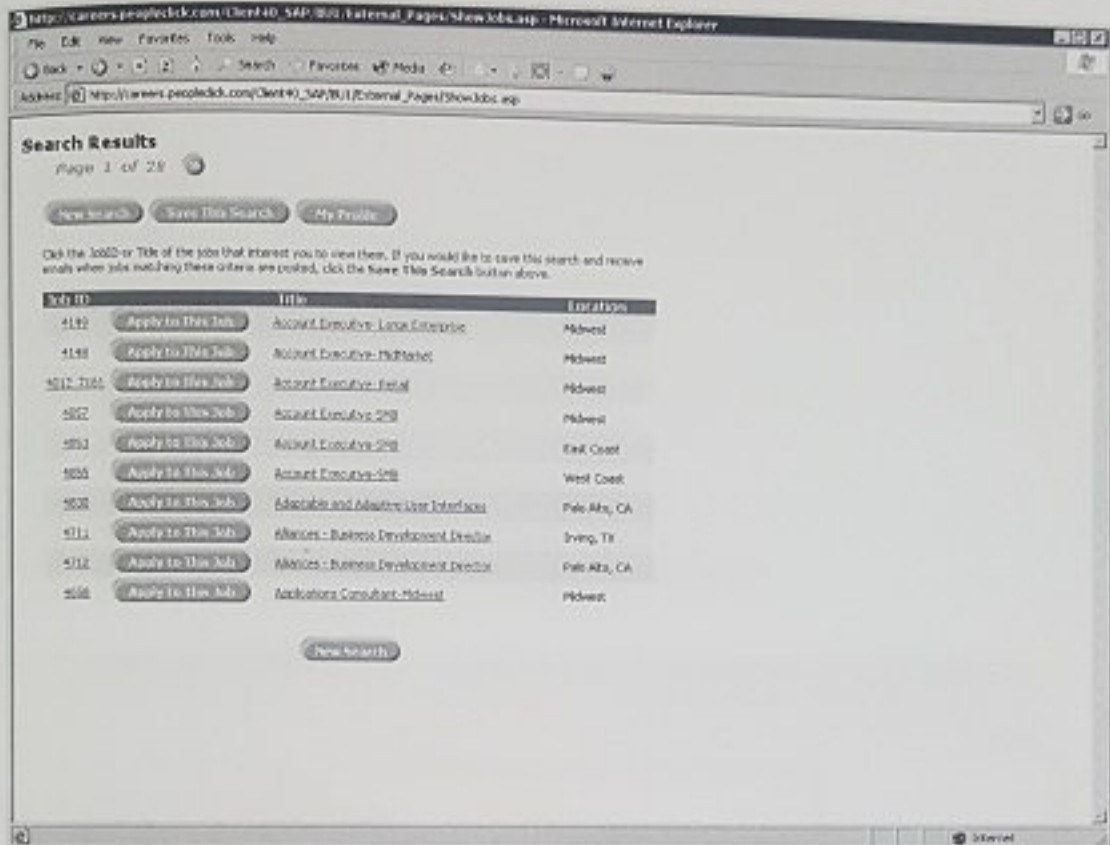 http://careers.peopleclick.com/Client40_SAP/BU1/External_Pages/ShowJobs.asp - Microsoft Internet Explorer
File Edit View Favorites Tools Help
Back Search Favorites Media
Address http://careers.peopleclick.com/Client40_SAP/BU1/External_Pages/ShowJobs.asp
Search Results
Page 1 of 28
New Search Save This Search My Profile
Click the JobID or Title of the jobs that interest you to view them. If you would like to save this search and receive
emails when jobs matching these criteria are posted, click the Save This Search button above.
Job ID Title Location
4149 Apply to This Job Account Executive- Large Enterprise Midwest
4148 Apply to This Job Account Executive- MidMarket Midwest
Apply to This Job Account Executive- Retail Midwest
4057 Apply to This Job Account Executive-SMB Midwest
Apply to This Job Account Executive-SMB East Coast
Apply to This Job Account Executive-SMB West Coast
Apply to This Job Adaptable and Adaptive User Interfaces Palo Alto, CA
4711 Apply to This Job Alliances - Business Development Director Irving, TX
4712 Apply to This Job Alliances - Business Development Director Palo Alto, CA
Apply to This Job Applications Consultant-Midwest Midwest
New Search
Internet